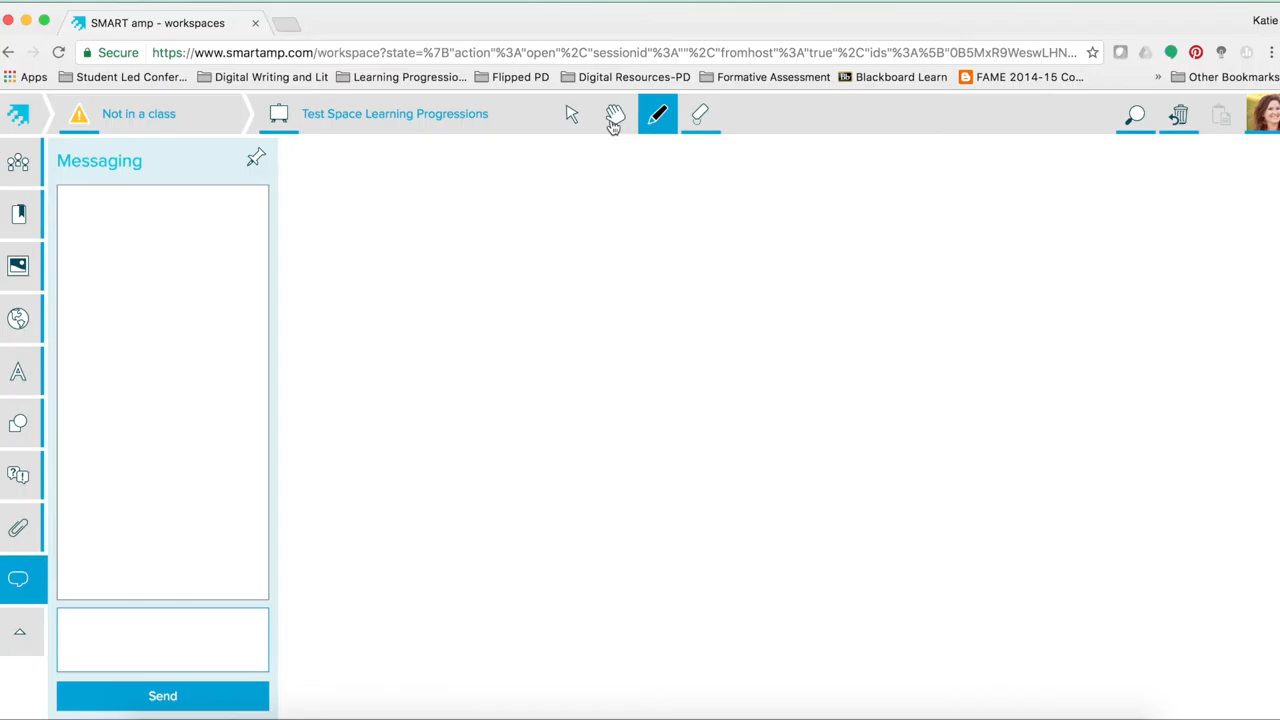 SMART amp - workspaces
Katie
Secure https://www.smartamp.com/workspace?state=%7B"action"%3A"open"%2C"sessionid"%3A""%2C"fromhost"%3A"true"%2C"ids"%3A%5B"0B5MxR9WeswLHN...
Apps Student Led Confer... Digital Writing and Lit Learning Progressio... Flipped PD Digital Resources-PD Formative Assessment Bb Blackboard Learn FAME 2014-15 Co... » Other Bookmarks
Not in a class Test Space Learning Progressions
Messaging
Send